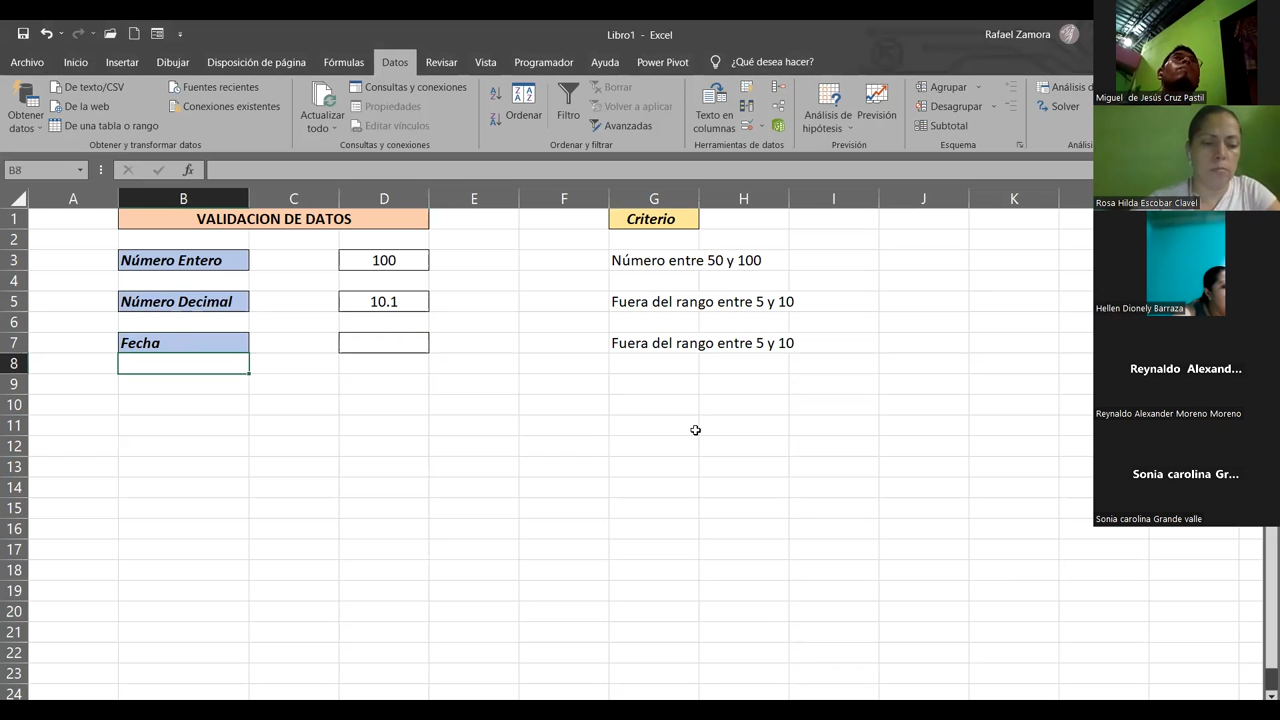 Libro1 - Excel
Rafael Zamora
Archivo Inicio Insertar Dibujar Disposición de página Fórmulas Datos Revisar Vista Programador Ayuda Power Pivot ¿Qué desea hacer?
Obtener datos
De texto/CSV
De la web
De una tabla o rango
Fuentes recientes
Conexiones existentes
Obtener y transformar datos
Actualizar todo
Consultas y conexiones
Propiedades
Editar vínculos
Consultas y conexiones
Ordenar
Filtro
Borrar
Volver a aplicar
Avanzadas
Ordenar y filtrar
Texto en columnas
Herramientas de datos
Análisis de hipótesis
Previsión
Previsión
Agrupar
Desagrupar
Subtotal
Esquema
Análisis d
Solver
Análi
B8
fx
A B C D E F G H I J K
1 VALIDACION DE DATOS Criterio
2
3 Número Entero 100 Número entre 50 y 100
4
5 Número Decimal 10.1 Fuera del rango entre 5 y 10
6
7 Fecha Fuera del rango entre 5 y 10
8
9
10
11
12
13
14
15
16
17
18
19
20
21
22
23
24
Miguel de Jesús Cruz Pastil
Rosa Hilda Escobar Clavel
Hellen Dionely Barraza
Reynaldo Alexand...
Reynaldo Alexander Moreno Moreno
Sonia carolina Gr...
Sonia carolina Grande valle